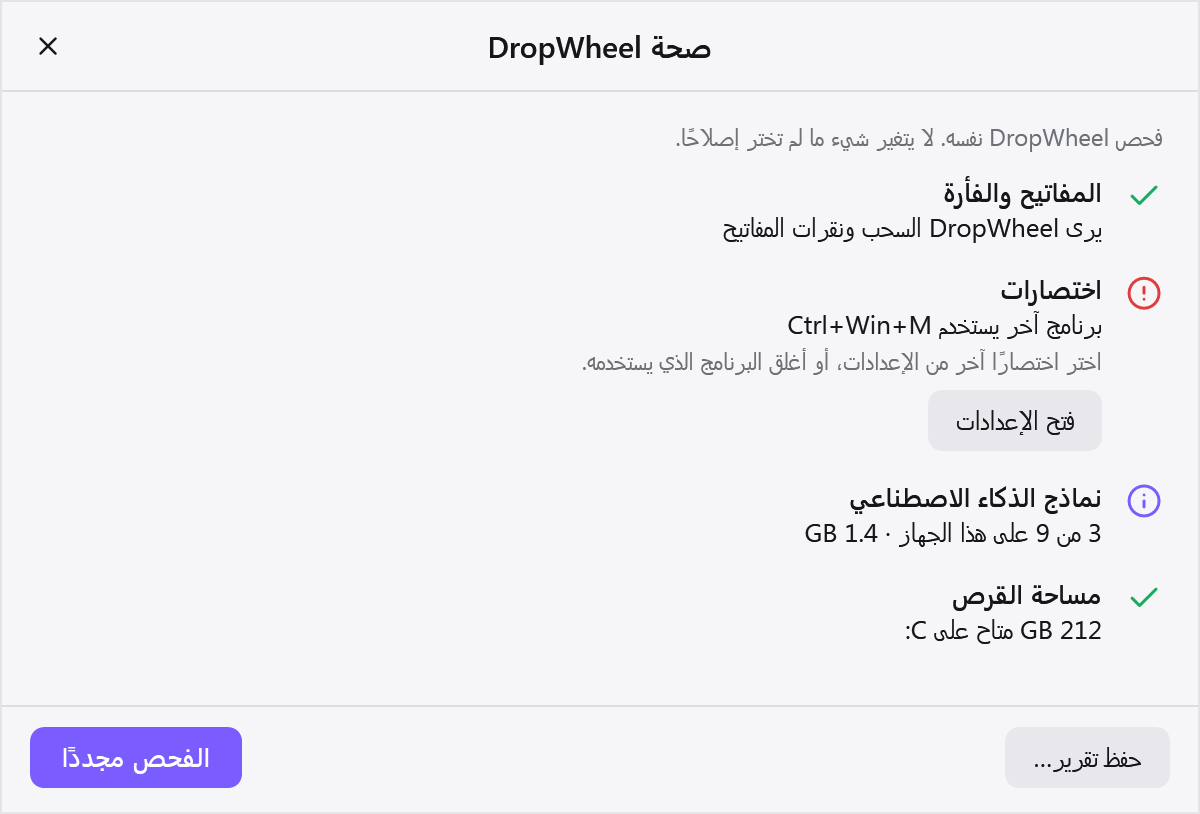 صحة DropWheel
فحص DropWheel نفسه. لا يتغير شيء ما لم تختر إصلاحًا.
المفاتيح والفأرة
يرى DropWheel السحب ونقرات المفاتيح
اختصارات
برنامج آخر يستخدم Ctrl+Win+M
اختر اختصارًا آخر من الإعدادات، أو أغلق البرنامج الذي يستخدمه.
فتح الإعدادات
نماذج الذكاء الاصطناعي
3 من 9 على هذا الجهاز · 1.4 GB
مساحة القرص
212 GB متاح على C:
حفظ تقرير...
الفحص مجددًا